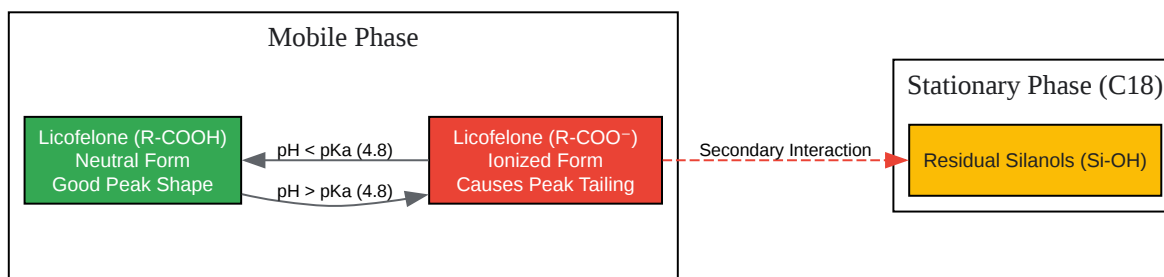 Mobile Phase
Licofelone (R-COOH)
Neutral Form
Good Peak Shape
pH < pKa (4.8)
pH > pKa (4.8)
Licofelone (R-COO⁻)
Ionized Form
Causes Peak Tailing
Secondary Interaction
Stationary Phase (C18)
Residual Silanols (Si-OH)